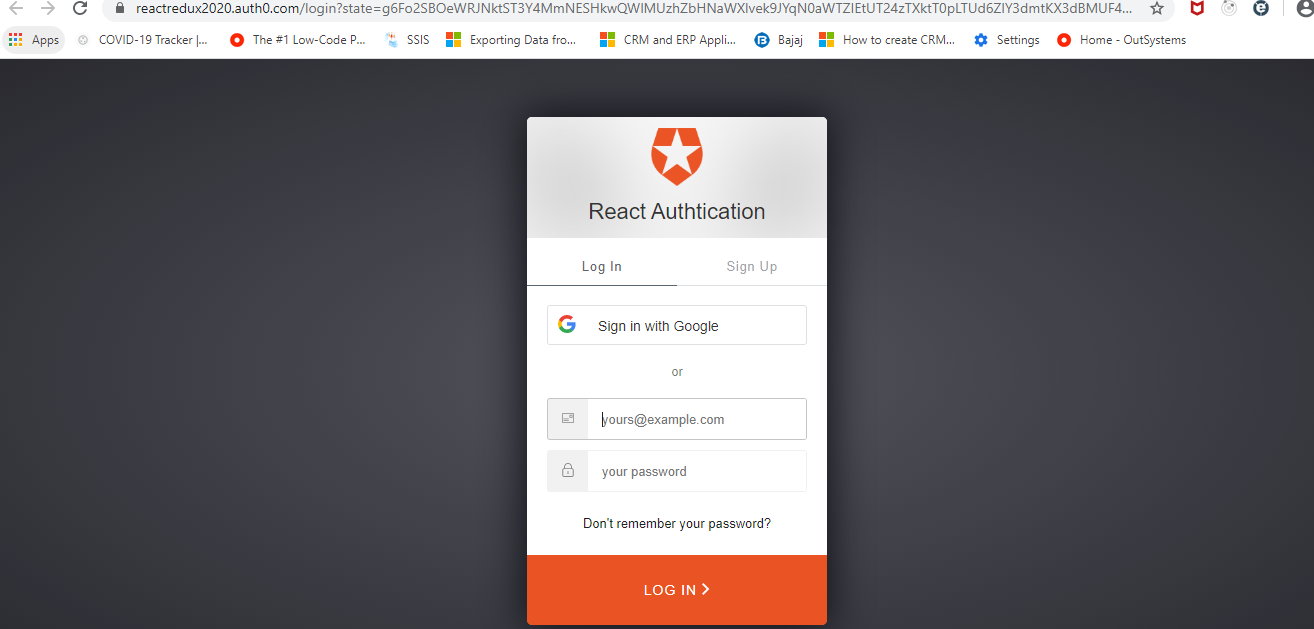 reactredux2020.auth0.com/login?state=g6Fo2SBOeWRJNktST3Y4MmNESHkwQWlMUzhZbHNaWXlvek9JYqN0aWTZIEtUT24zTXktT0pLTUd6ZlY3dmtKX3dBMUF4...
Apps COVID-19 Tracker |... The #1 Low-Code P... SSIS Exporting Data fro... CRM and ERP Appli... Bajaj How to create CRM... Settings Home - OutSystems
React Authtication
Log In Sign Up
Sign in with Google
or
yours@example.com
your password
Don't remember your password?
LOG IN